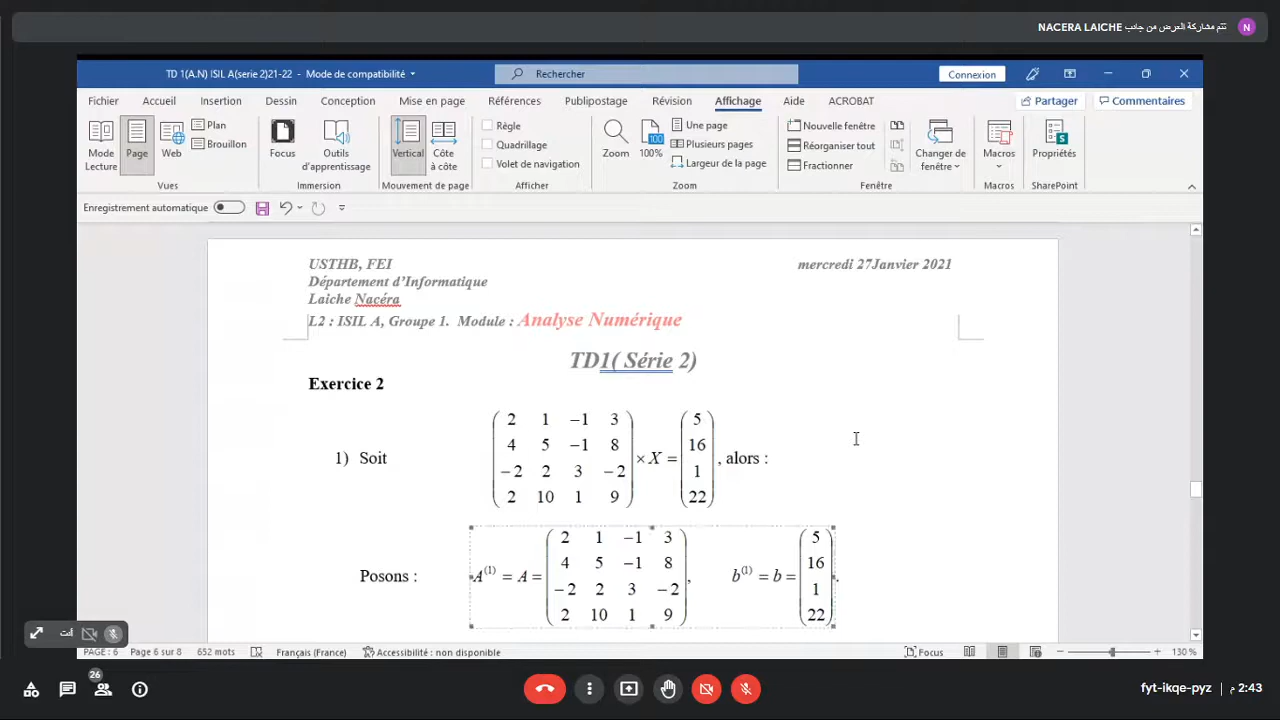 تتم مشاركة العرض من جانب NACERA LAICHE
N
TD 1(A.N) ISIL A(serie 2)21-22 - Mode de compatibilité
Rechercher
Connexion
Fichier Accueil Insertion Dessin Conception Mise en page Références Publipostage Révision Affichage Aide ACROBAT
Partager Commentaires
Mode Lecture
Page
Web
Plan
Brouillon
Vues
Focus
Outils d'apprentissage
Immersion
Vertical
Côte à côte
Mouvement de page
Règle
Quadrillage
Volet de navigation
Afficher
Zoom
100
100%
Une page
Plusieurs pages
Largeur de la page
Zoom
Nouvelle fenêtre
Réorganiser tout
Fractionner
Changer de fenêtre
Fenêtre
Macros
Macros
S
Propriétés
SharePoint
Enregistrement automatique
USTHB, FEI mercredi 27Janvier 2021
Département d'Informatique
Laiche Nacéra
L2 : ISIL A, Groupe 1. Module : Analyse Numérique
TD1( Série 2)
Exercice 2
2 1 −1 3 5
4 5 −1 8 16
1) Soit × X = , alors :
−2 2 3 −2 1
2 10 1 9 22
2 1 −1 3 5
4 5 −1 8 16
Posons : A(1) = A = , b(1) = b = .
−2 2 3 −2 1
2 10 1 9 22
أنت
PAGE : 6 Page 6 sur 8 652 mots Français (France) Accessibilité : non disponible Focus 130 %
26
fyt-ikqe-pyz | 2:43 م